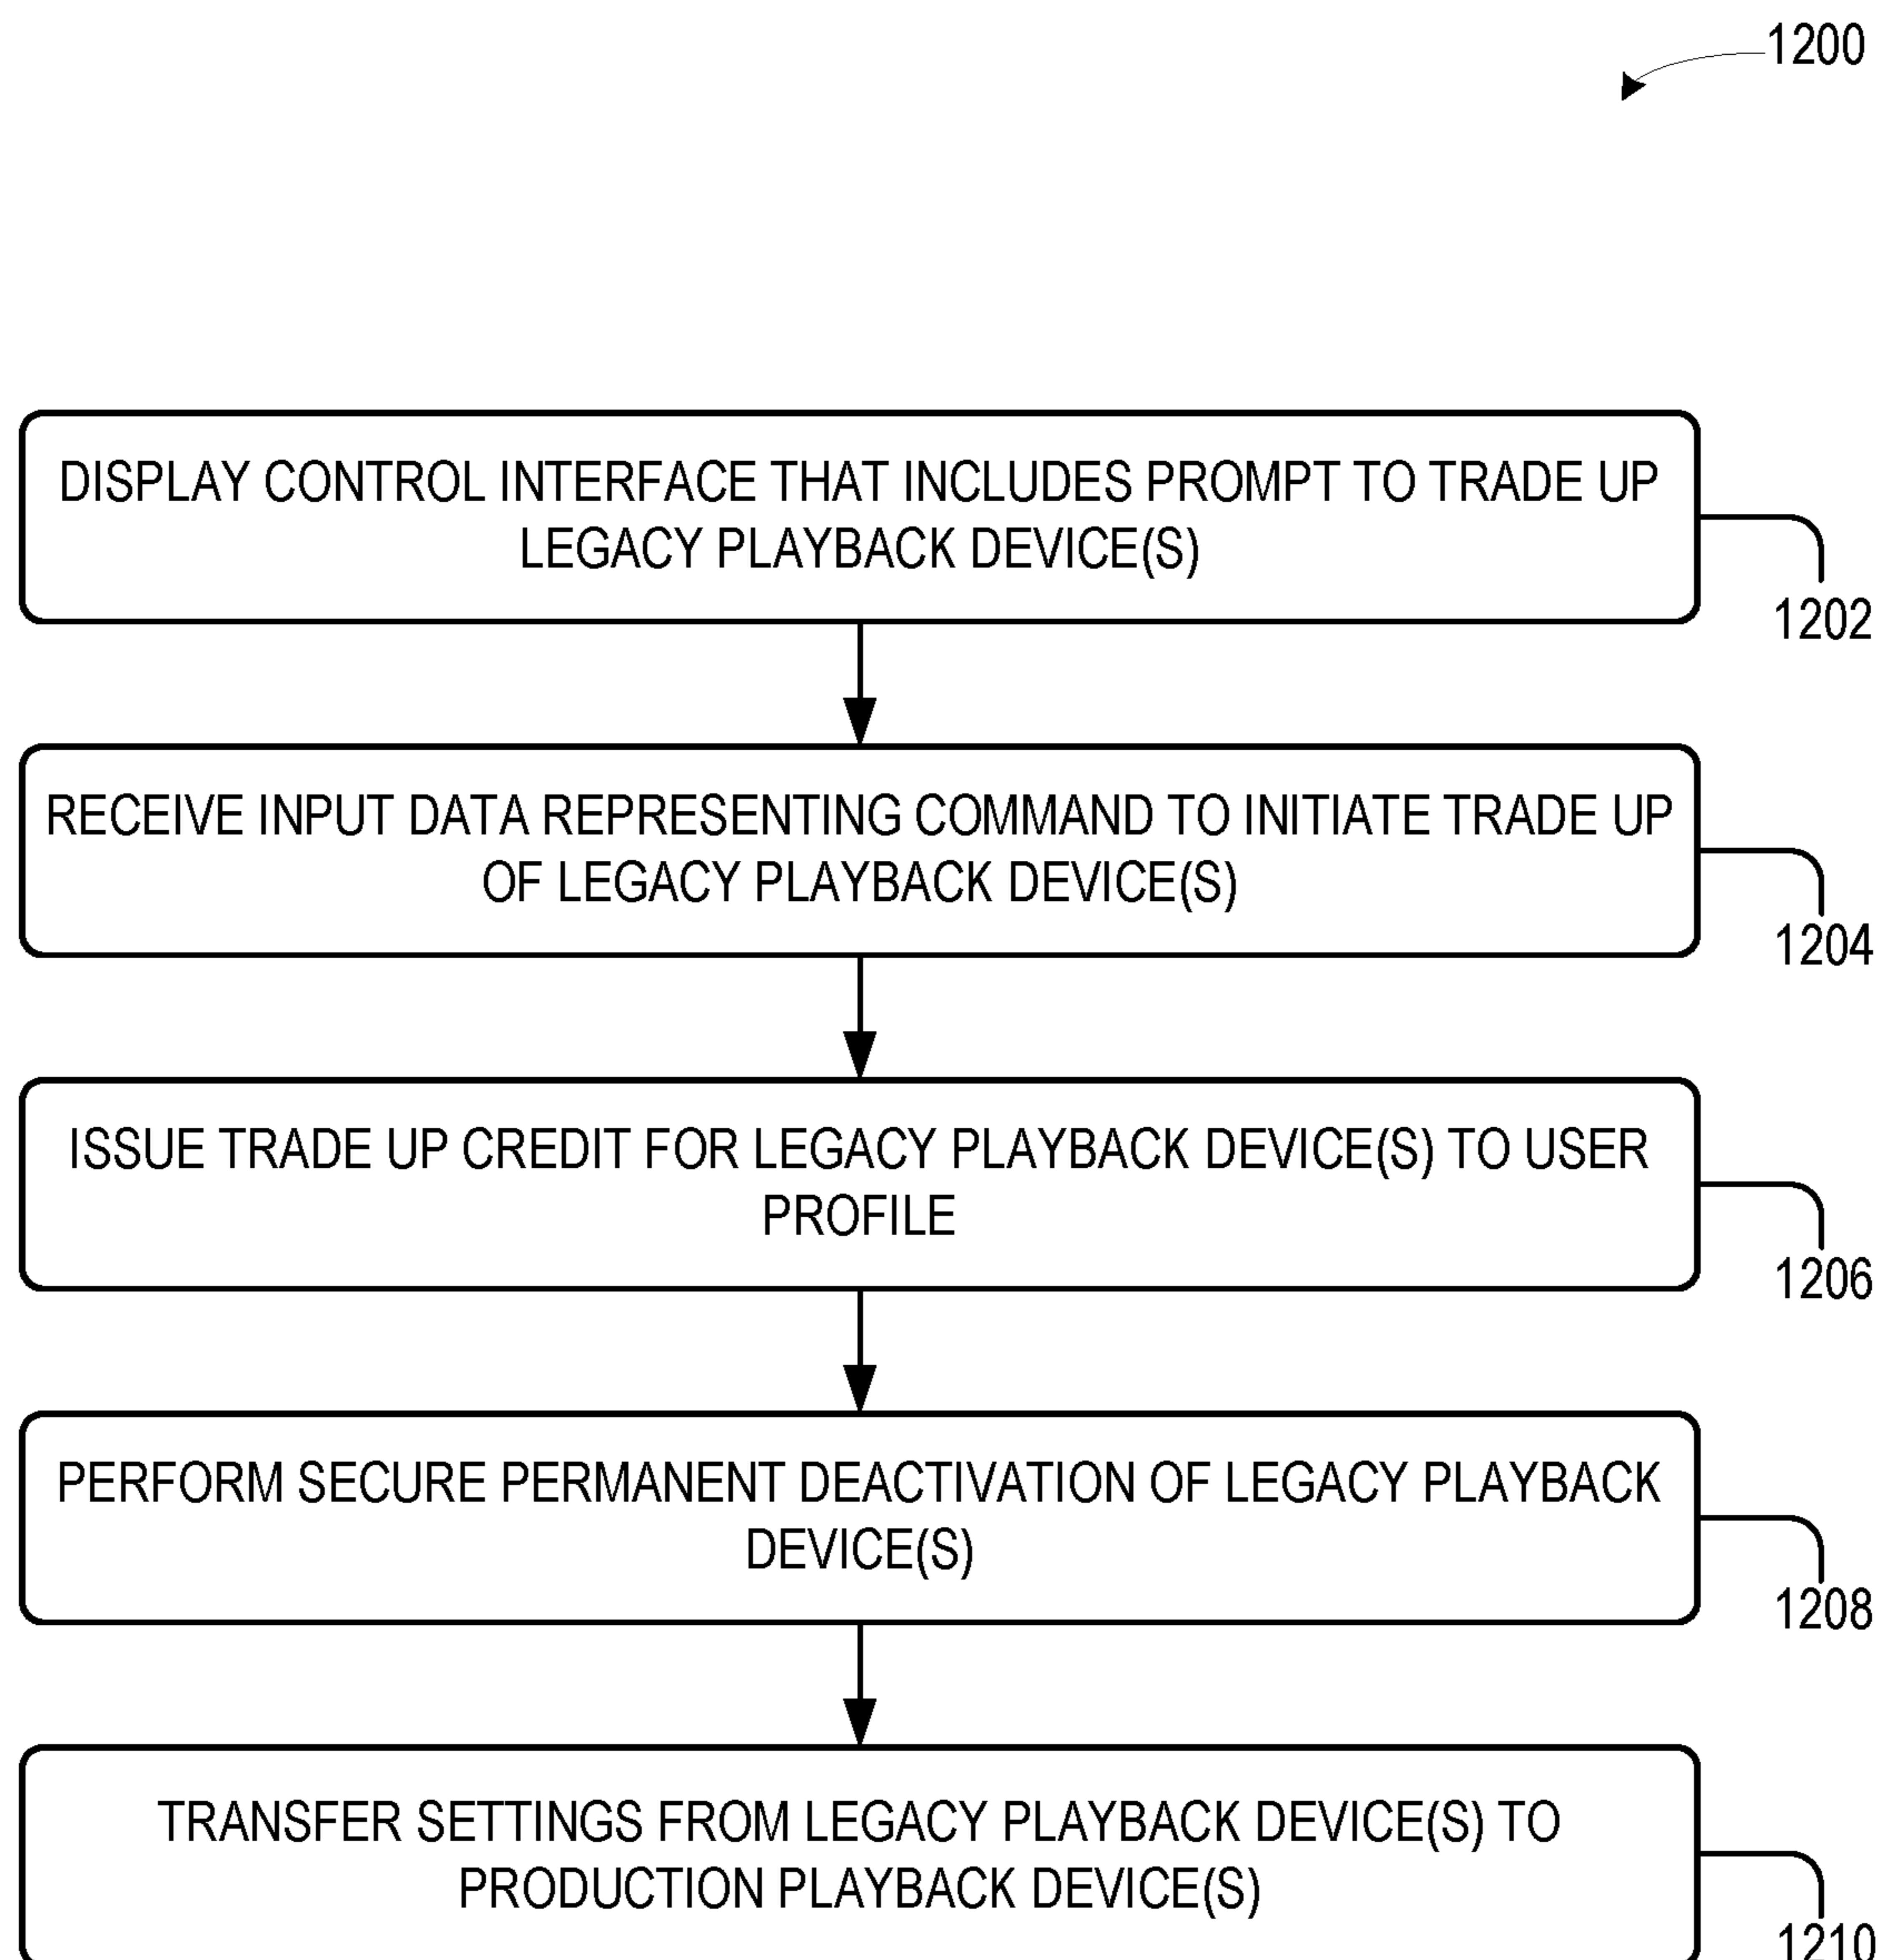 1200
DISPLAY CONTROL INTERFACE THAT INCLUDES PROMPT TO TRADE UP
LEGACY PLAYBACK DEVICE(S)
1202
RECEIVE INPUT DATA REPRESENTING COMMAND TO INITIATE TRADE UP
OF LEGACY PLAYBACK DEVICE(S)
1204
ISSUE TRADE UP CREDIT FOR LEGACY PLAYBACK DEVICE(S) TO USER
PROFILE
1206
PERFORM SECURE PERMANENT DEACTIVATION OF LEGACY PLAYBACK
DEVICE(S)
1208
TRANSFER SETTINGS FROM LEGACY PLAYBACK DEVICE(S) TO
PRODUCTION PLAYBACK DEVICE(S)
1210